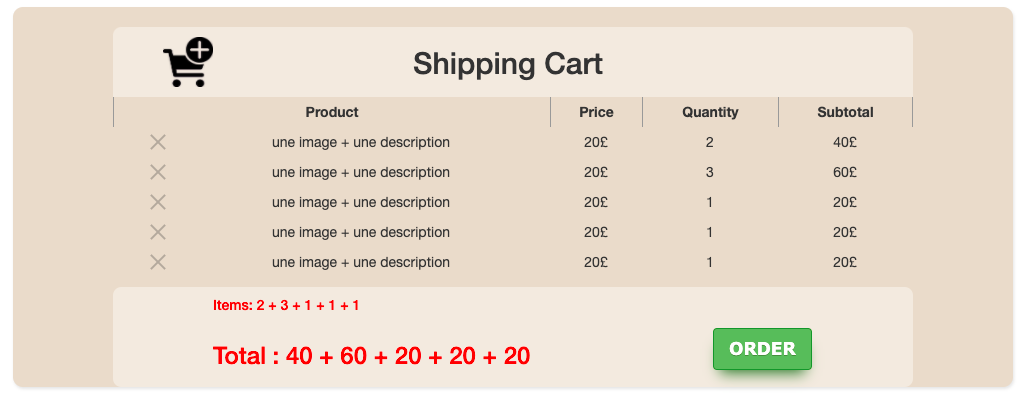 Shipping Cart
Product Price Quantity Subtotal
une image + une description 20£ 2 40£
une image + une description 20£ 3 60£
une image + une description 20£ 1 20£
une image + une description 20£ 1 20£
une image + une description 20£ 1 20£
Items: 2 + 3 + 1 + 1 + 1
Total : 40 + 60 + 20 + 20 + 20
ORDER